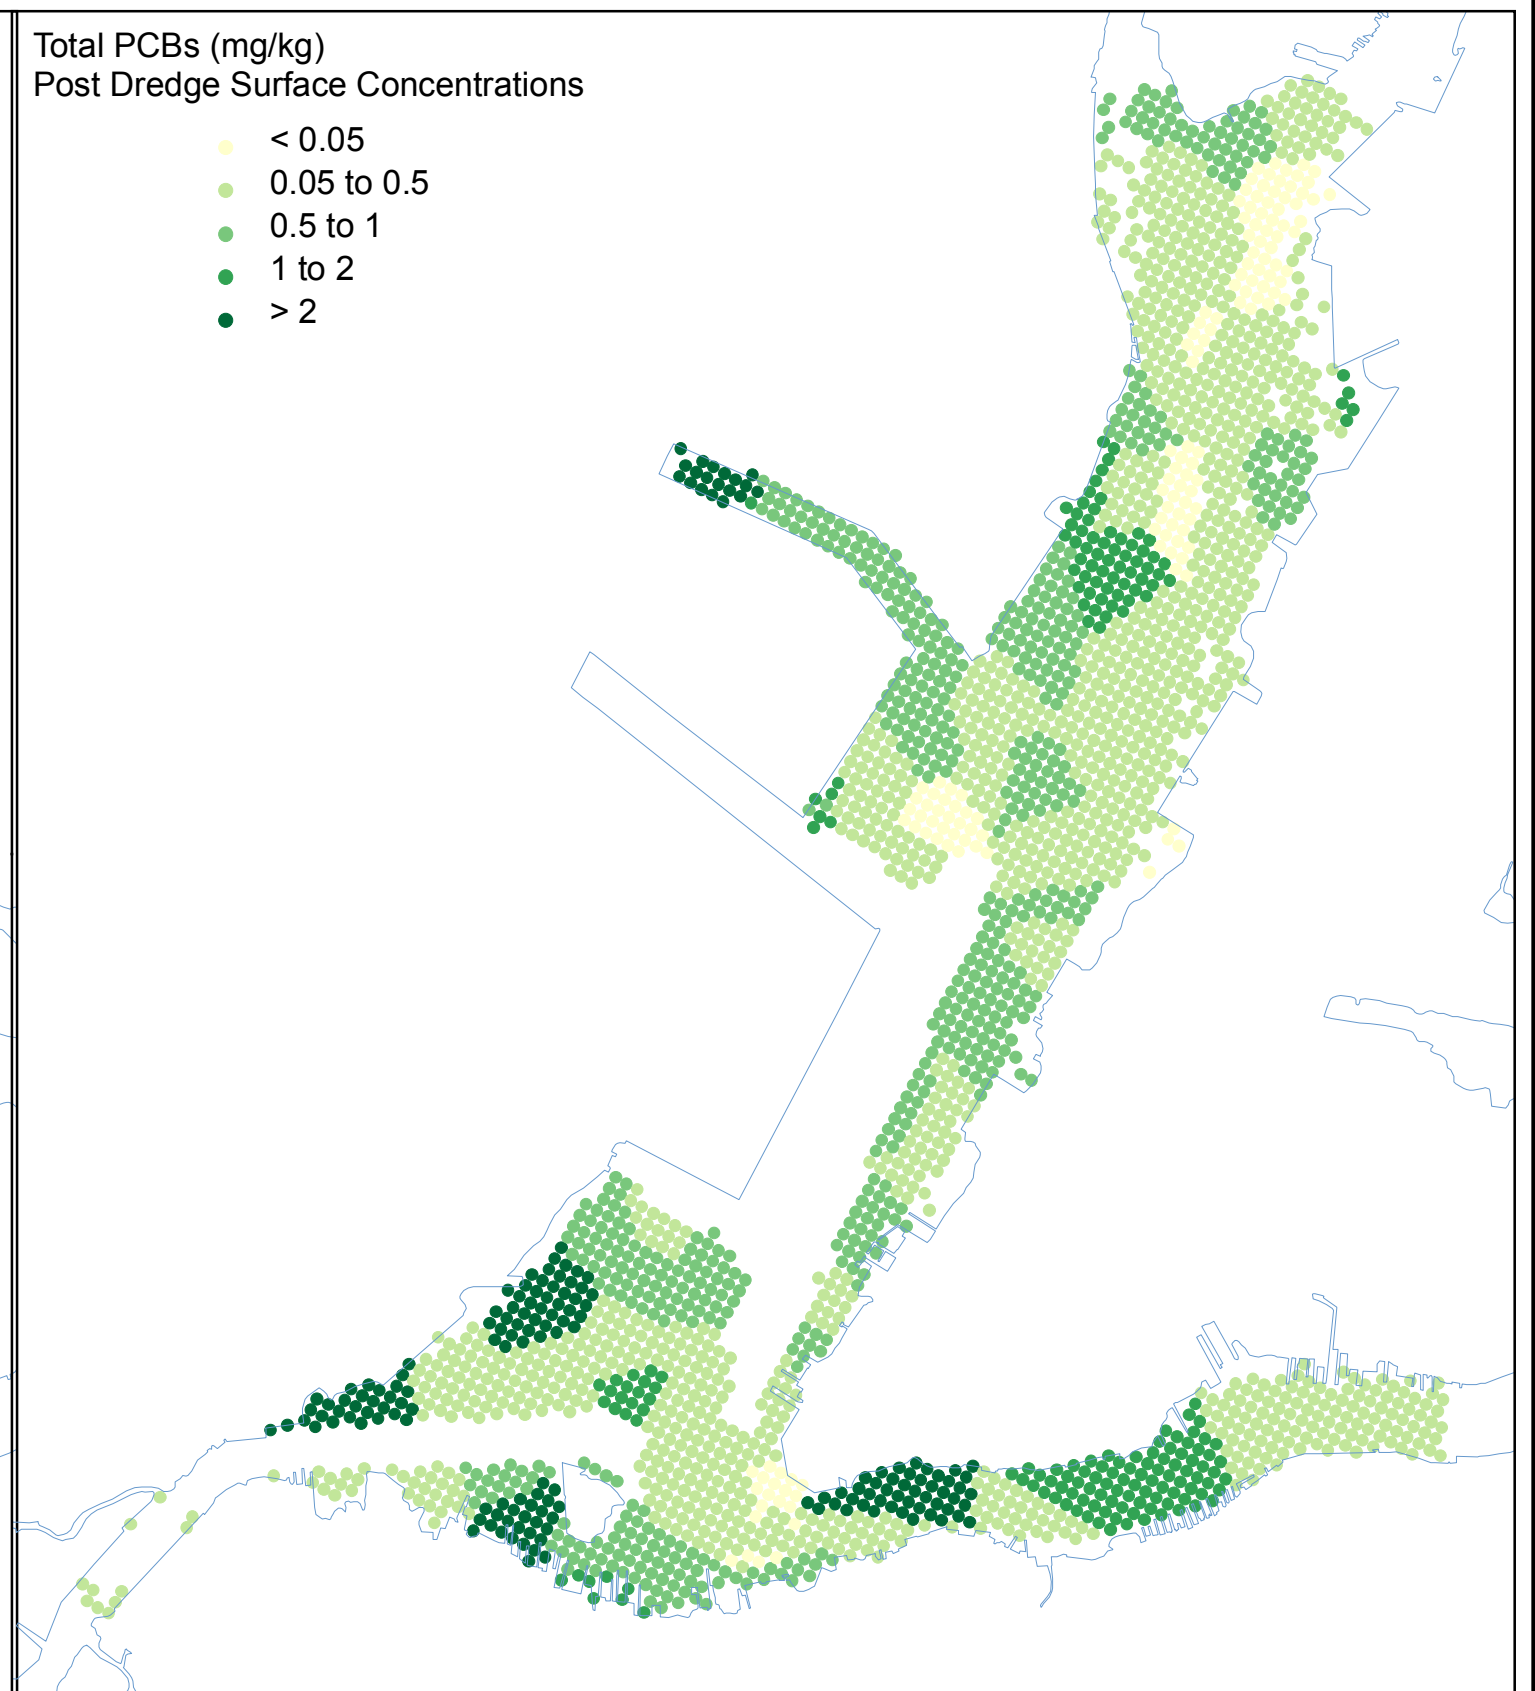 Total PCBs (mg/kg)
Post Dredge Surface Concentrations
< 0.05
0.05 to 0.5
0.5 to 1
1 to 2
> 2